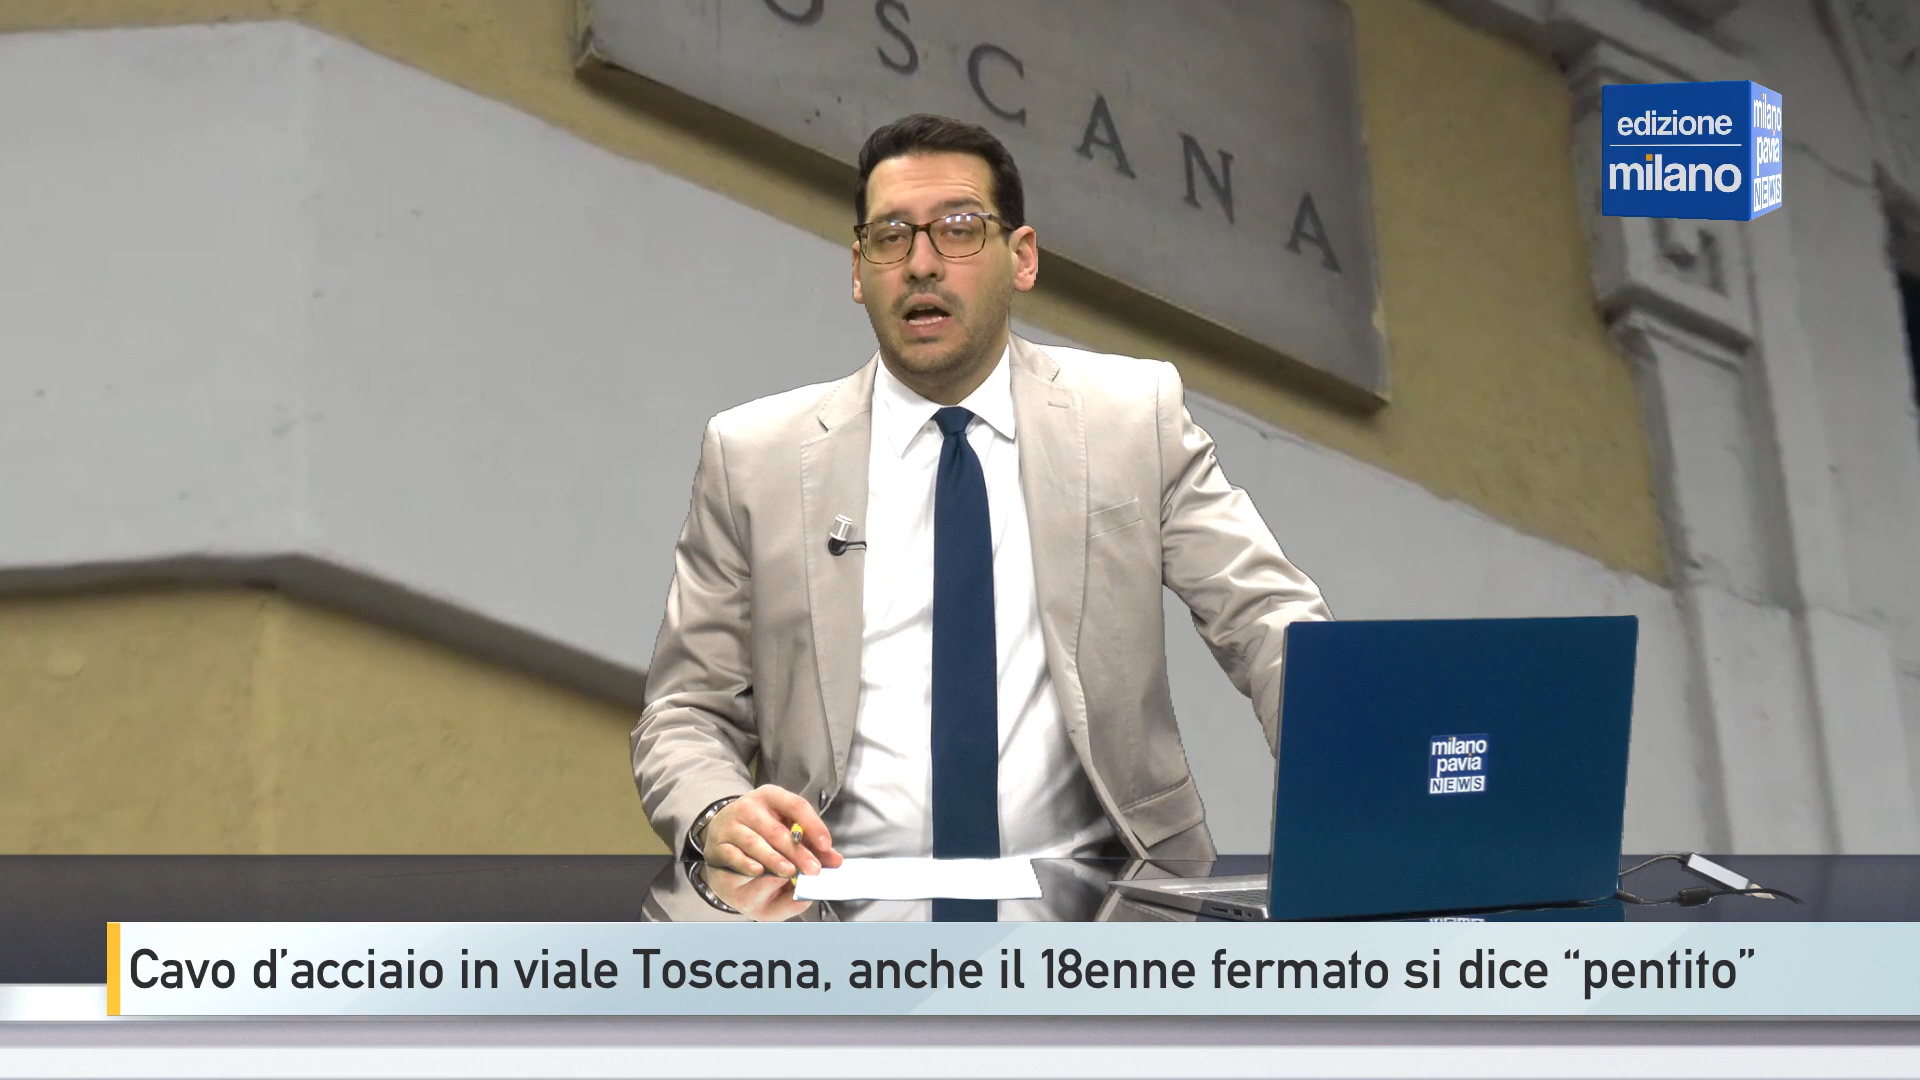 OSCANA
edizione
milano
milano
pavia
NEWS
milano
pavia
NEWS
Cavo d’acciaio in viale Toscana, anche il 18enne fermato si dice “pentito”